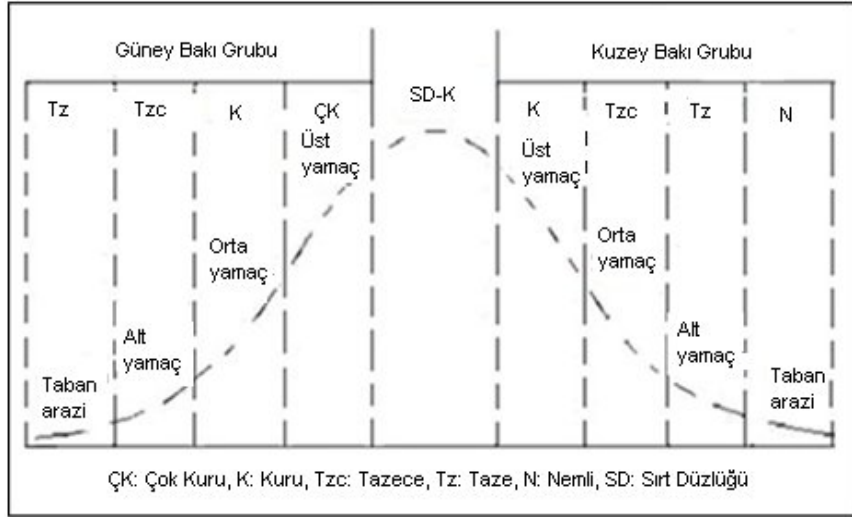 Güney Bakı Grubu
Kuzey Bakı Grubu
Tz
Tzc
K
ÇK
SD-K
K
Tzc
Tz
N
Üst
yamaç
Üst
yamaç
Orta
yamaç
Orta
yamaç
Alt
yamaç
Alt
yamaç
Taban
arazi
Taban
arazi
ÇK: Çok Kuru, K: Kuru, Tzc: Tazece, Tz: Taze, N: Nemli, SD: Sırt Düzlüğü